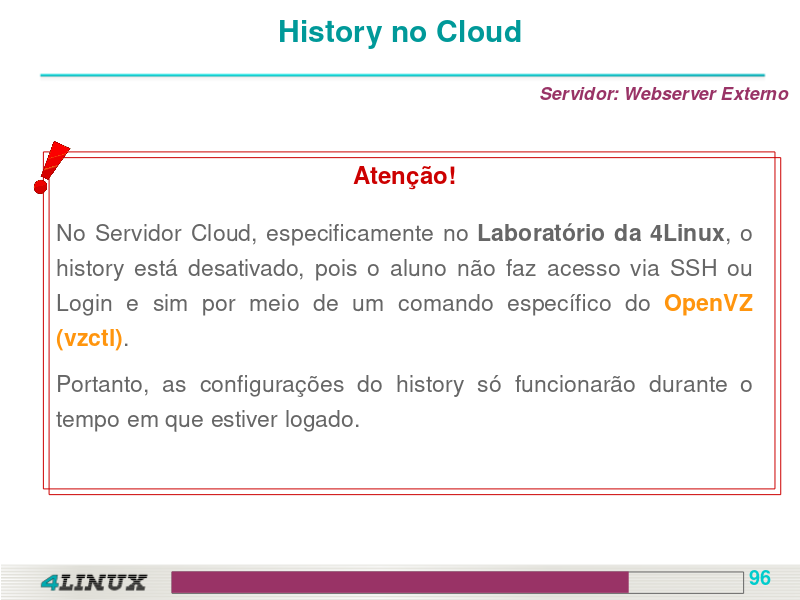 History no Cloud
Servidor: Webserver Externo
Atenção!
No Servidor Cloud, especificamente no Laboratório da 4Linux, o
history está desativado, pois o aluno não faz acesso via SSH ou
Login e sim por meio de um comando específico do OpenVZ
(vzctl).
Portanto, as configurações do history só funcionarão durante o
tempo em que estiver logado.
4LINUX
96